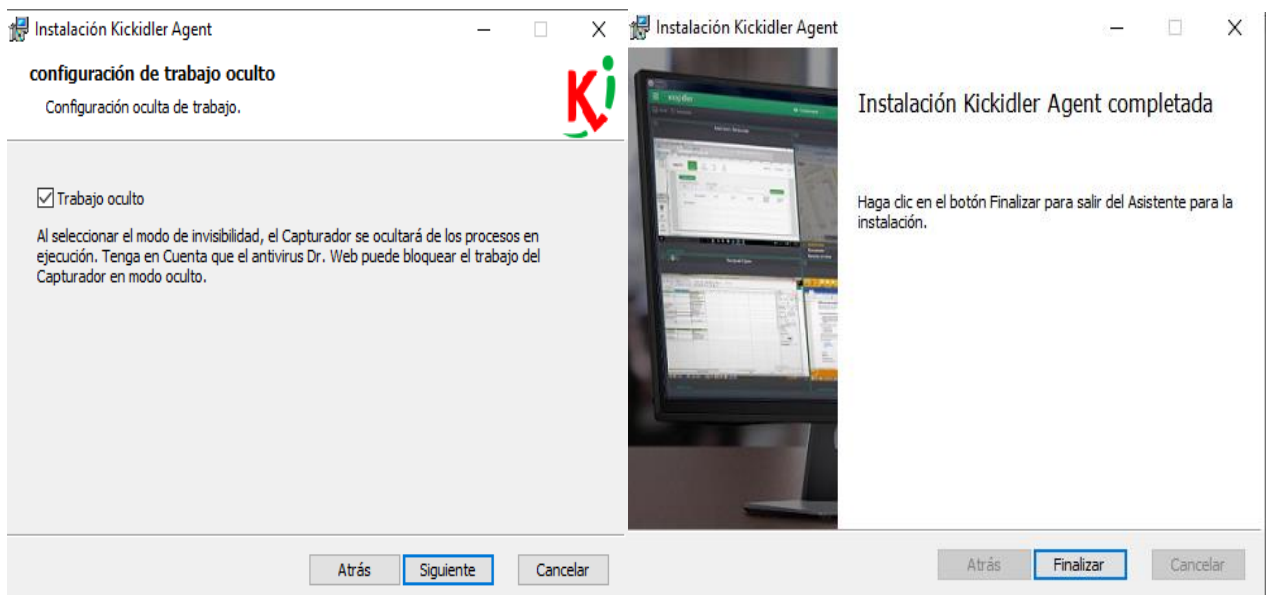 Instalación Kickidler Agent
configuración de trabajo oculto
Configuración oculta de trabajo.
Ki
Trabajo oculto
Al seleccionar el modo de invisibilidad, el Capturador se ocultará de los procesos en
ejecución. Tenga en Cuenta que el antivirus Dr. Web puede bloquear el trabajo del
Capturador en modo oculto.
Atrás
Siguiente
Cancelar
Instalación Kickidler Agent
Instalación Kickidler Agent completada
Haga clic en el botón Finalizar para salir del Asistente para la
instalación.
Atrás
Finalizar
Cancelar